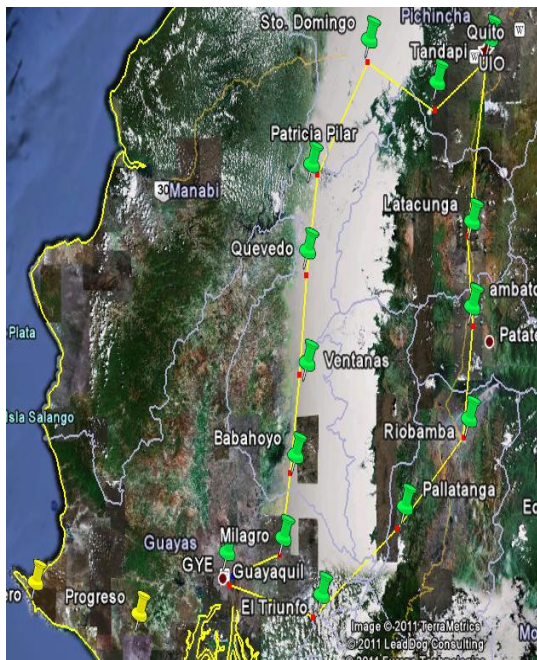 Sto. Domingo
Pichincha
Quito
W
Tandapi
W
UIO
Patricia Pilar
30
Manabi
Latacunga
Quevedo
ambato
Plata
Patate
Ventanas
Isla Salango
Babahoyo
Riobamba
Pallatanga
Milagro
Guayas
GYE
Guayaquil
Progreso
El Triunfo
Image © 2011 TerraMetrics
© 2011 LeadDog Consulting